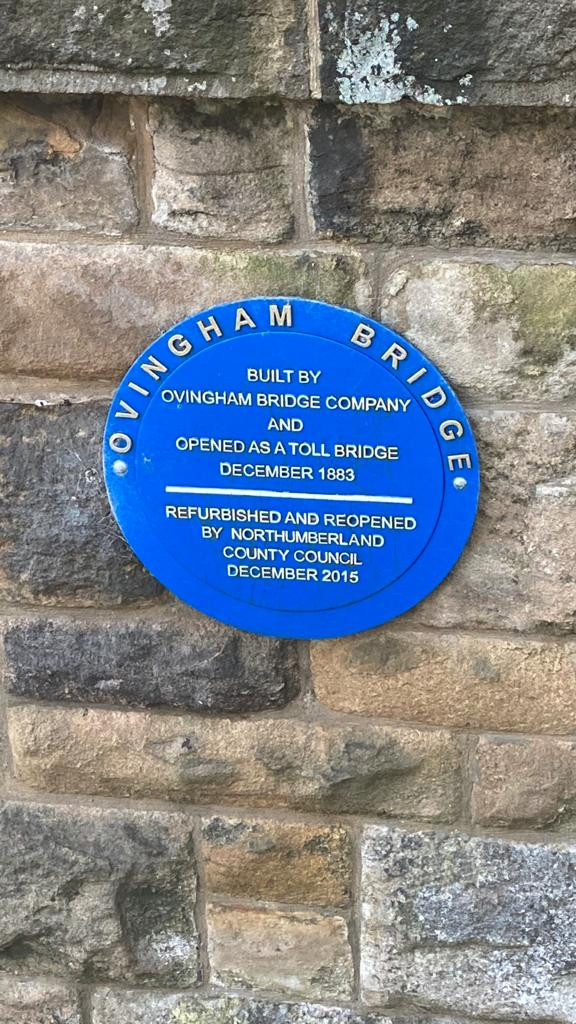 OVINGHAM BRIDGE
BUILT BY
OVINGHAM BRIDGE COMPANY
AND
OPENED AS A TOLL BRIDGE
DECEMBER 1883
REFURBISHED AND REOPENED
BY NORTHUMBERLAND
COUNTY COUNCIL
DECEMBER 2015